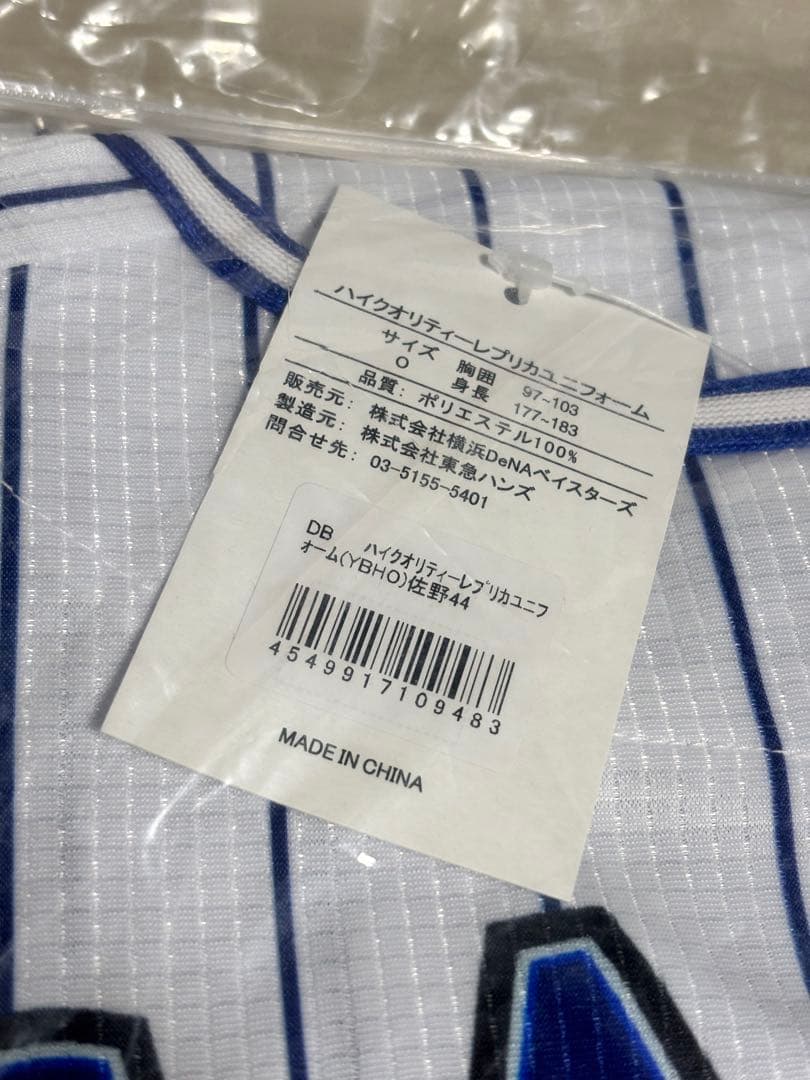 ハイクオリティーレプリカユニフォーム
サイズ 胸囲 97~103
O 身長 177~183
品質: ポリエステル100%
販売元: 株式会社横浜DeNAベイスターズ
製造元: 株式会社東急ハンズ
問合せ先: 03-5155-5401
DB ハイクオリティーレプリカユニフ
ォーム(YBHO)佐野44
4549917109483
MADE IN CHINA